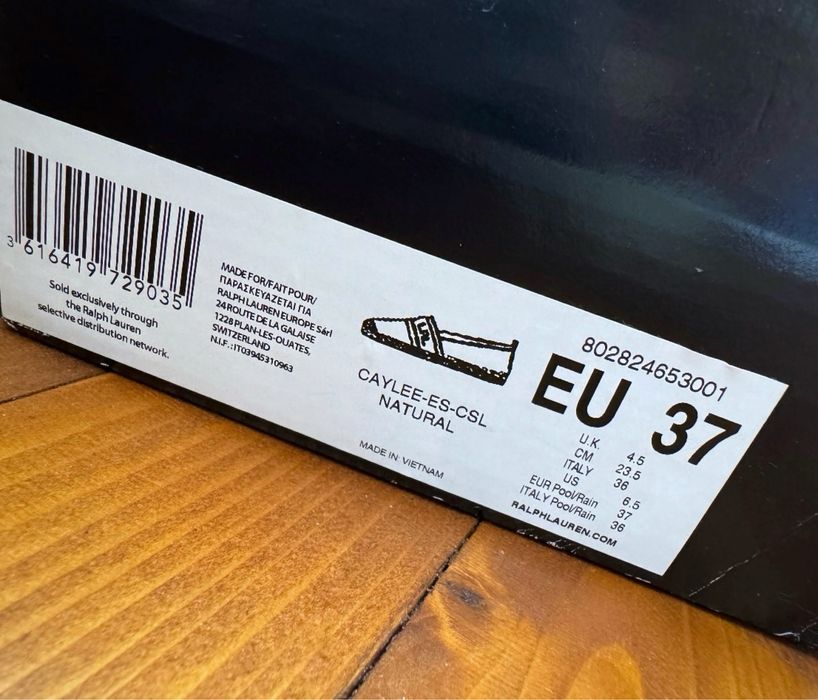 3 616419 729035
Sold exclusively through
the Ralph Lauren
selective distribution network.
MADE FOR/FAIT POUR/
ΠΑΡΑΣΚΕΥΑΖΕΤΑΙ ΓΙΑ
RALPH LAUREN EUROPE Sárl
24 ROUTE DE LA GALAISE
1228 PLAN-LES-OUATES,
SWITZERLAND
N.I.F. : IT03945310963
CAYLEE-ES-CSL
NATURAL
MADE IN: VIETNAM
802824653001
EU 37
U.K. 4.5
CM 23.5
ITALY 36
US 6.5
EUR Pool/Rain 37
ITALY Pool/Rain 36
RALPHLAUREN.COM